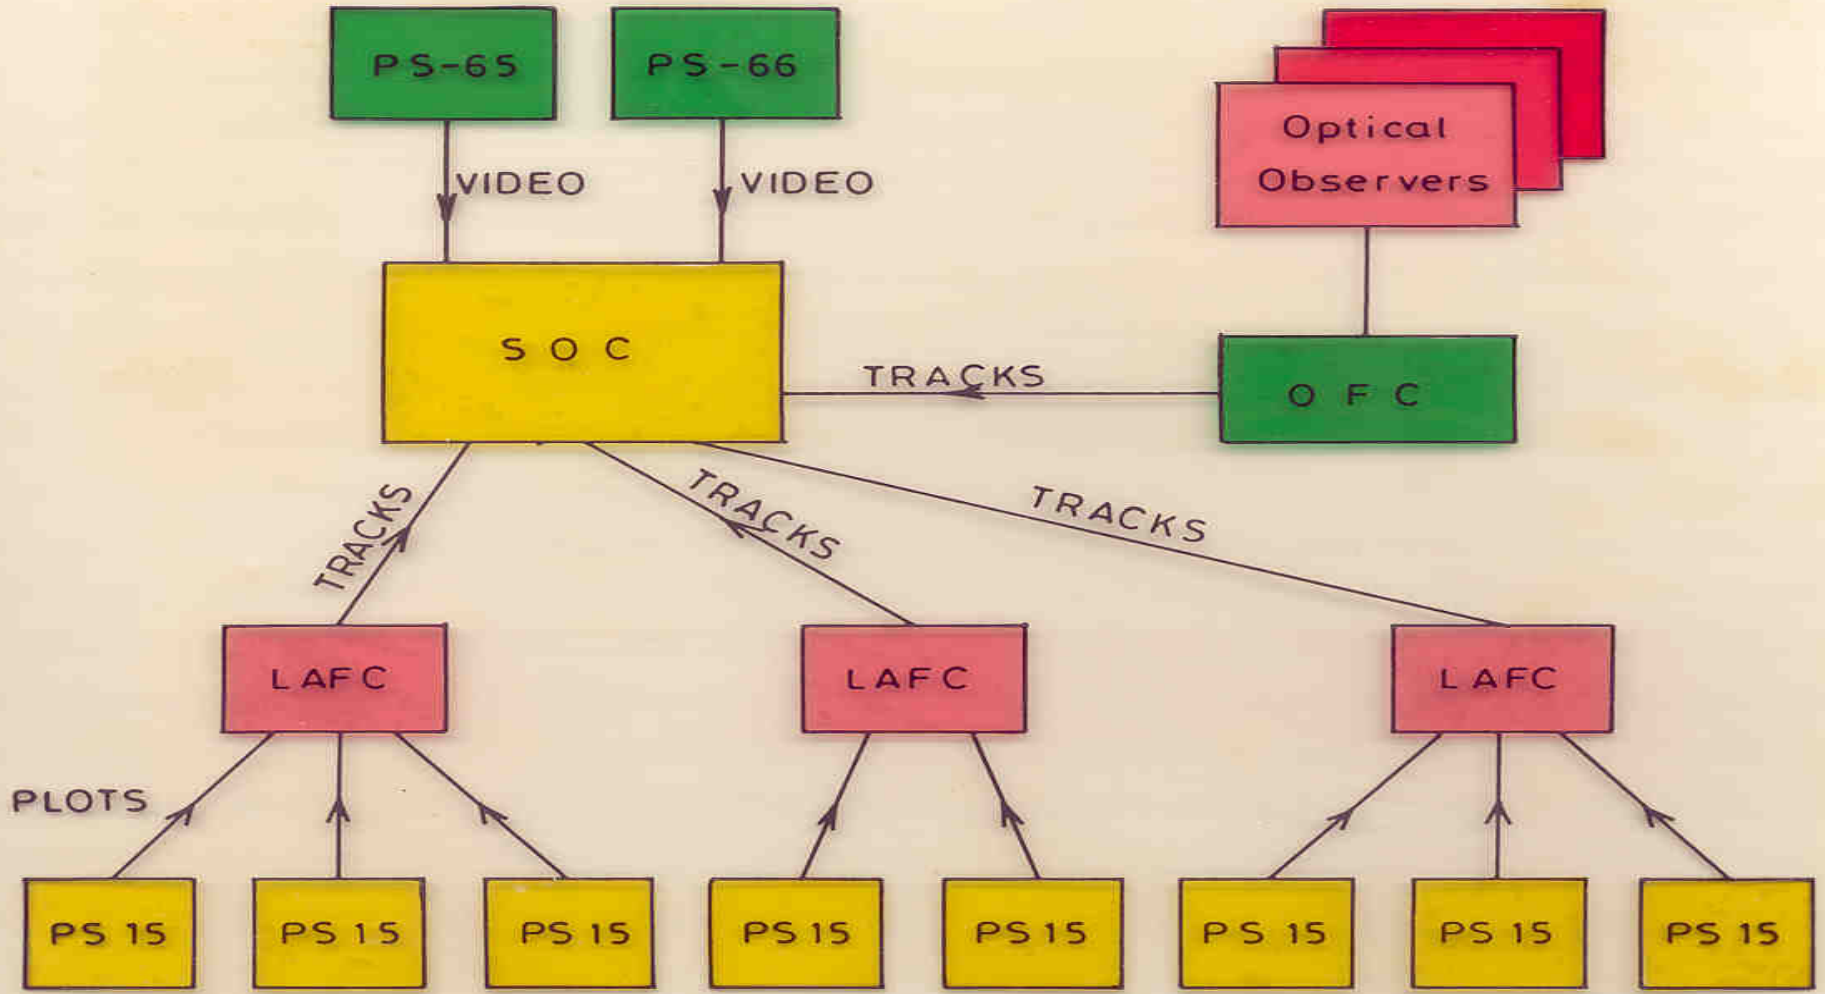 PS-65
PS-66
Optical
Observers
VIDEO
VIDEO
SOC
TRACKS
OFC
TRACKS
TRACKS
TRACKS
LAFC
LAFC
LAFC
PLOTS
PS 15
PS 15
PS 15
PS 15
PS 15
PS 15
PS 15
PS 15